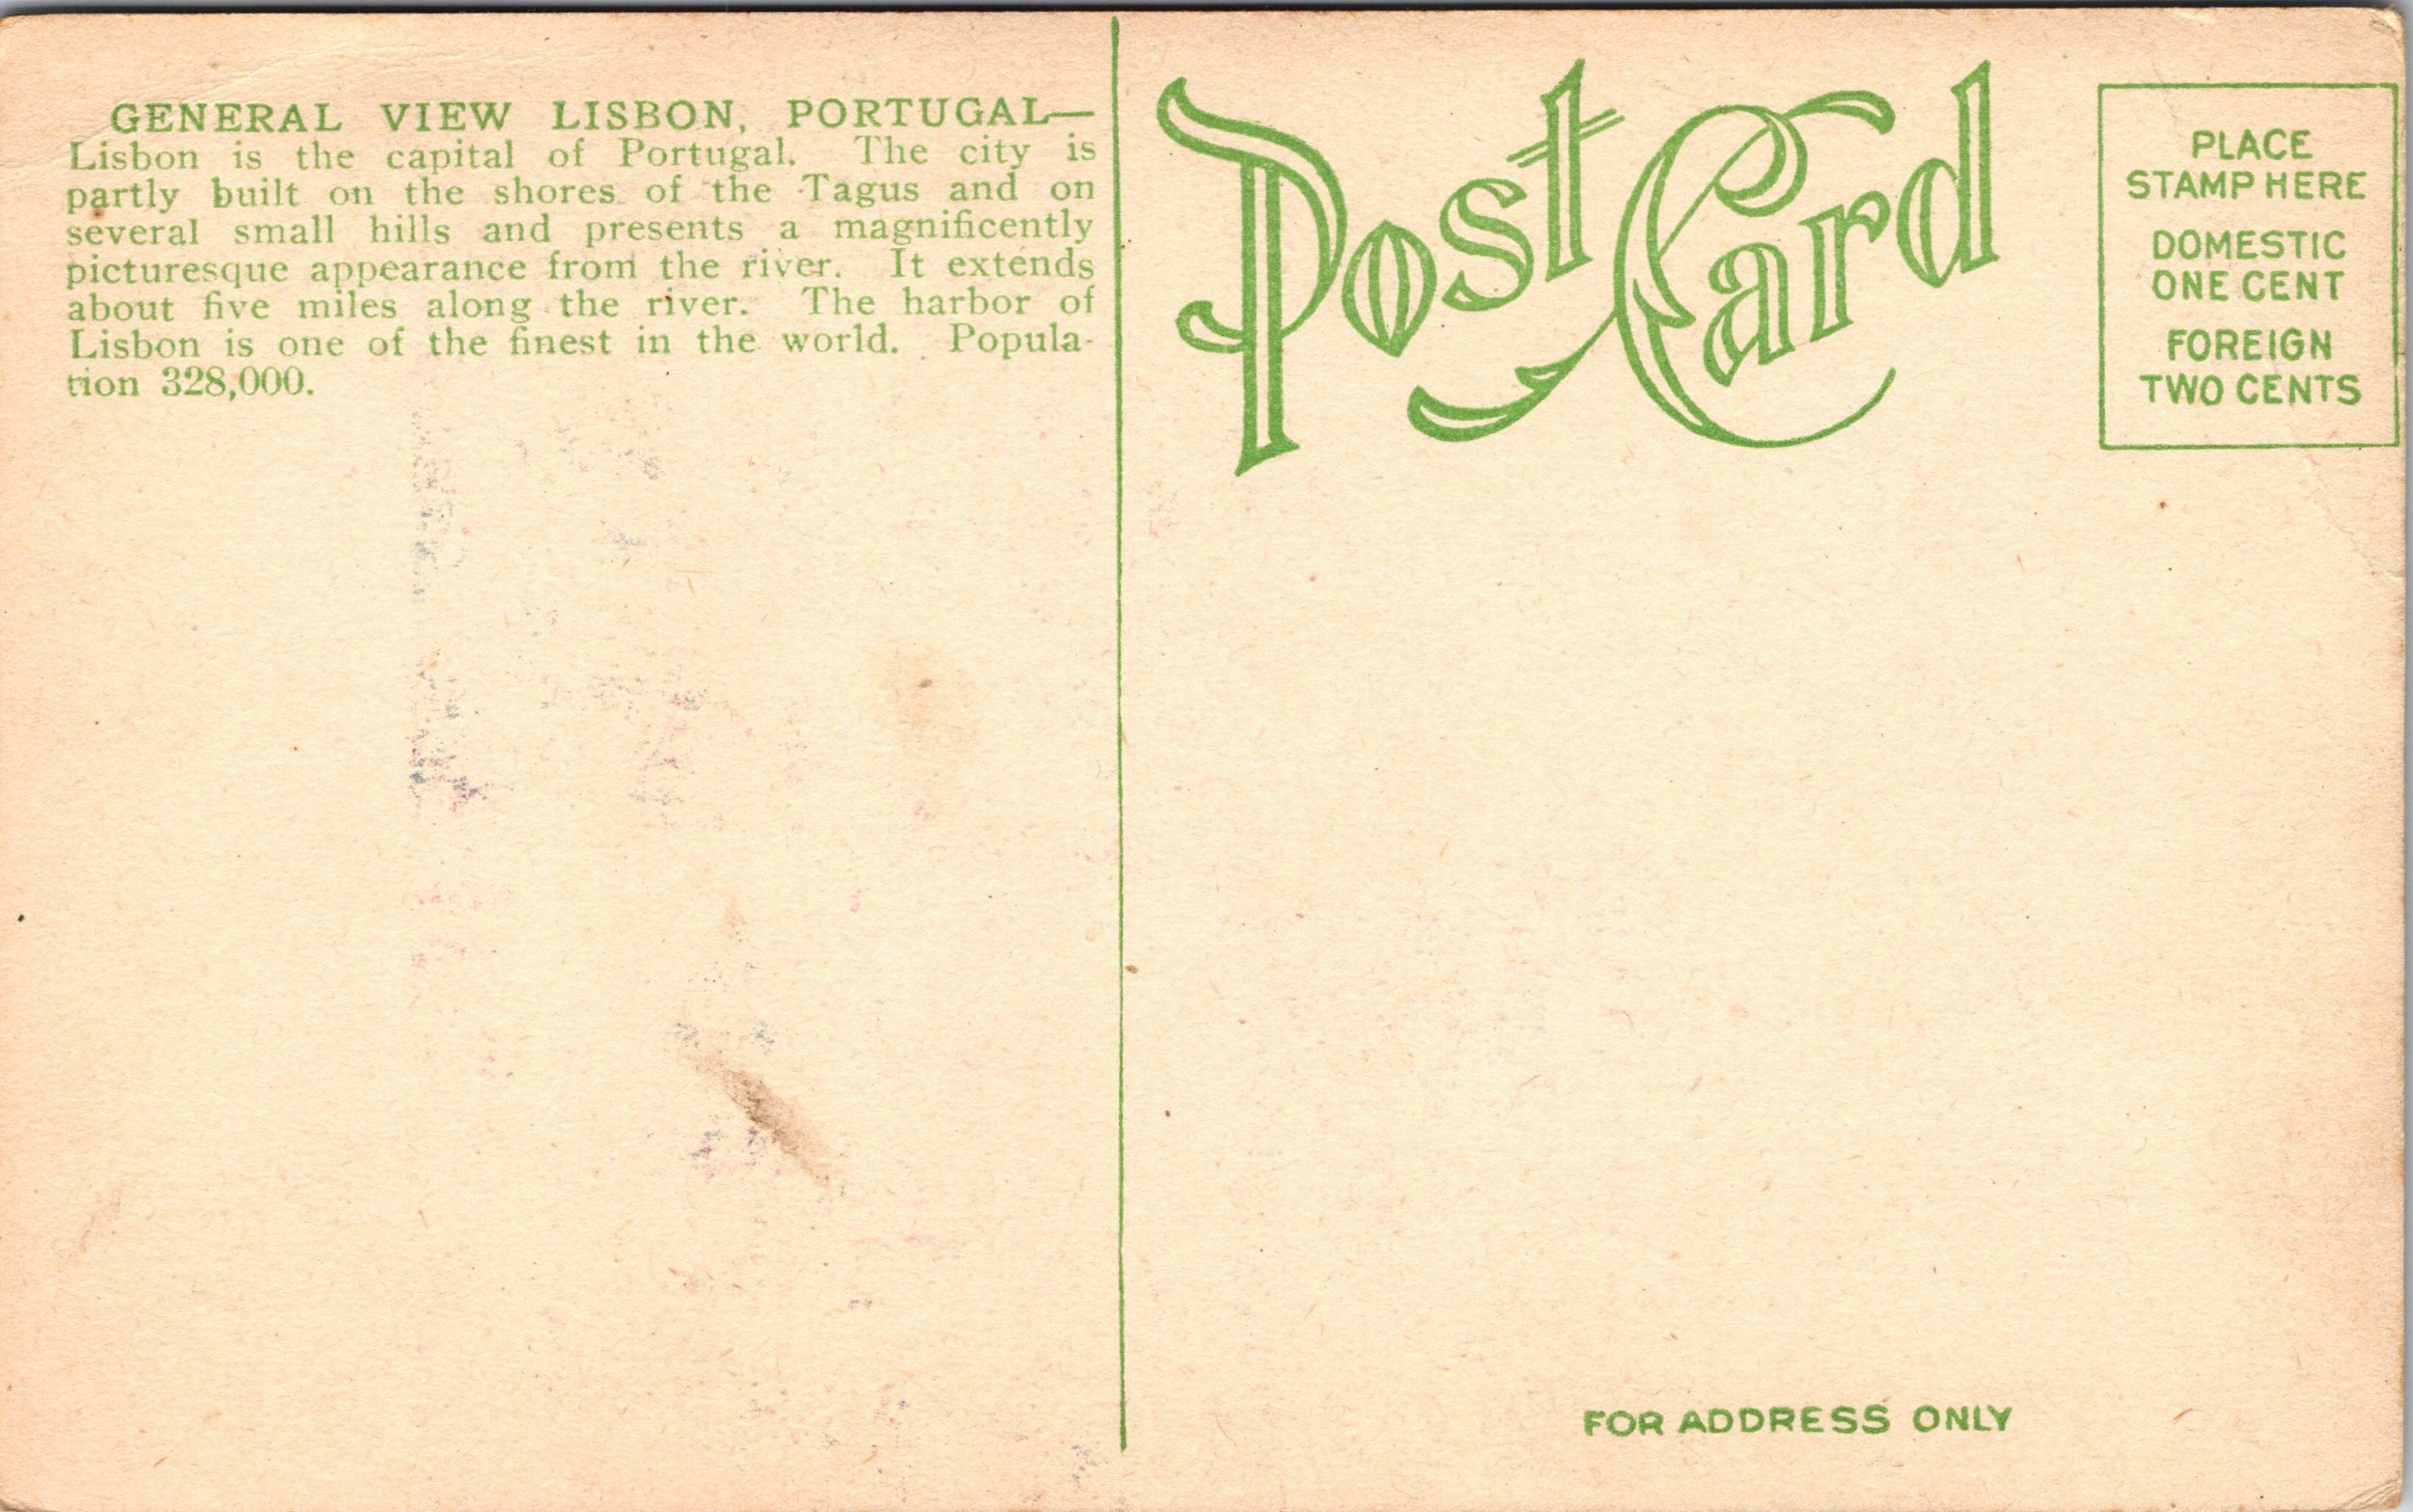 GENERAL VIEW LISBON, PORTUGAL—
Lisbon is the capital of Portugal. The city is
partly built on the shores of the Tagus and on
several small hills and presents a magnificently
picturesque appearance from the river. It extends
about five miles along the river. The harbor of
Lisbon is one of the finest in the world. Popula-
tion 328,000.
Post Card
PLACE
STAMP HERE
DOMESTIC
ONE CENT
FOREIGN
TWO CENTS
FOR ADDRESS ONLY